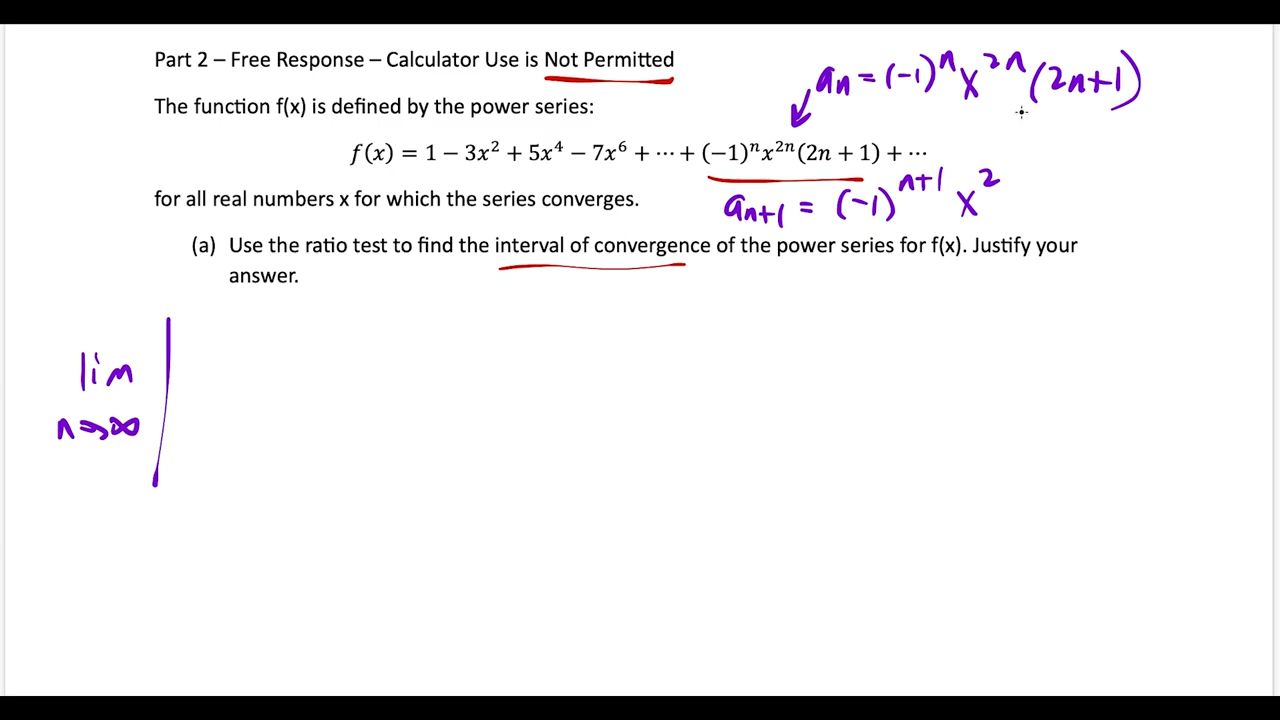 Part 2 – Free Response – Calculator Use is Not Permitted
aₙ = (-1)ⁿ x²ⁿ (2n+1)
The function f(x) is defined by the power series:
f(x) = 1 − 3x² + 5x⁴ − 7x⁶ + ⋯ + (−1)ⁿx²ⁿ(2n + 1) + ⋯
for all real numbers x for which the series converges.
aₙ₊₁ = (-1)ⁿ⁺¹ x²
(a) Use the ratio test to find the interval of convergence of the power series for f(x). Justify your
answer.
lim
n→∞ |